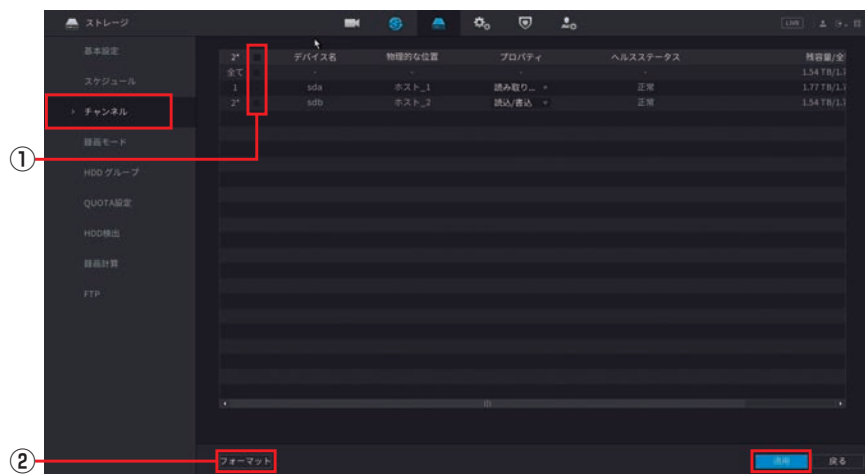 ストレージ
LIVE
基本設定
スケジュール
チャンネル
録画モード
HDD グループ
QUOTA設定
HDD検出
録画計算
FTP
2* デバイス名 物理的な位置 プロパティ ヘルスステータス 残容量/全
全て - - - - 1.54 TB/1.7
1 sda ホスト_1 読み取り... 正常 1.77 TB/1.7
2* sdb ホスト_2 読込/書込 正常 1.54 TB/1.7
①
②
フォーマット
適用
戻る